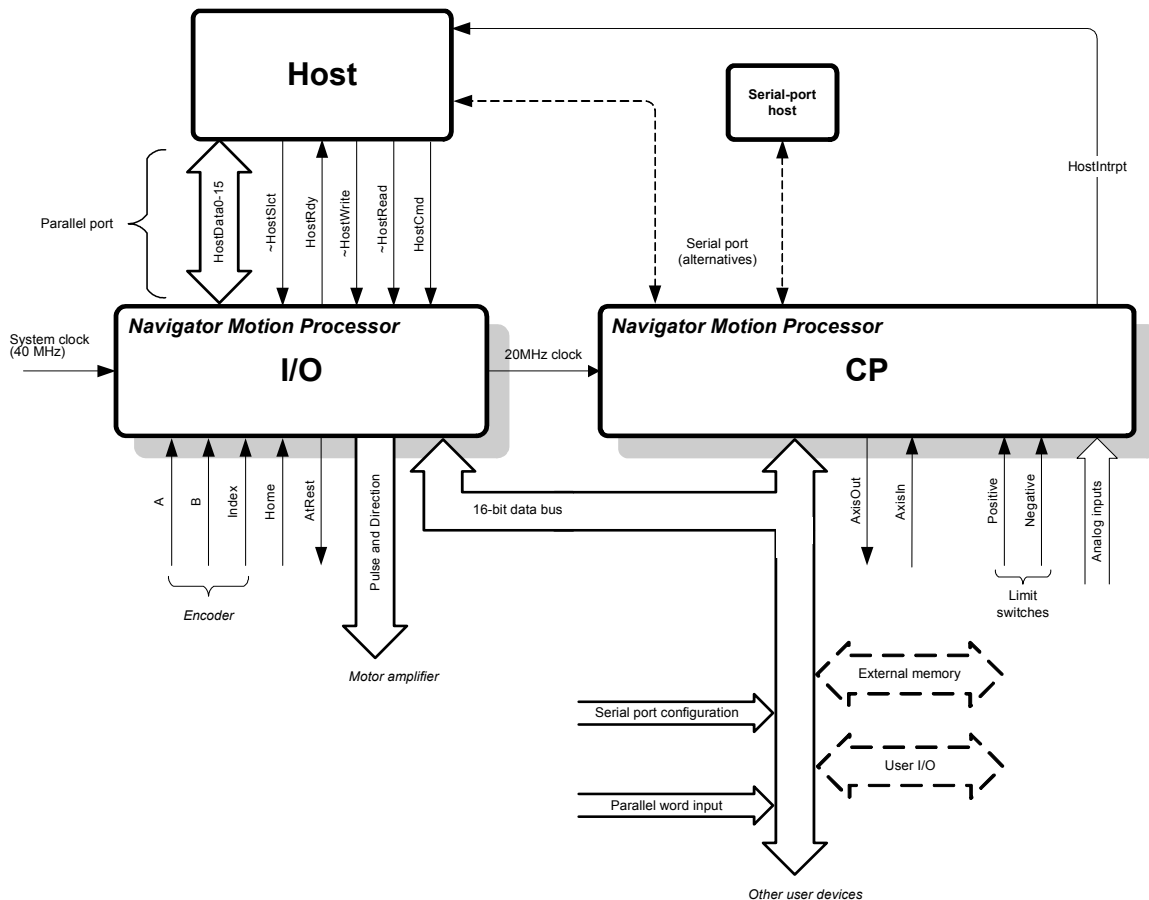 Host
Serial-port
host
HostIntrpt
Parallel port
HostData0-15
~HostSlct
HostRdy
~HostWrite
~HostRead
HostCmd
Serial port
(alternatives)
System clock
(40 MHz)
Navigator Motion Processor
I/O
20MHz clock
Navigator Motion Processor
CP
A
B
Index
Home
AtRest
Pulse and Direction
16-bit data bus
AxisOut
AxisIn
Positive
Negative
Analog inputs
Encoder
Limit
switches
Motor amplifier
External memory
Serial port configuration
User I/O
Parallel word input
Other user devices